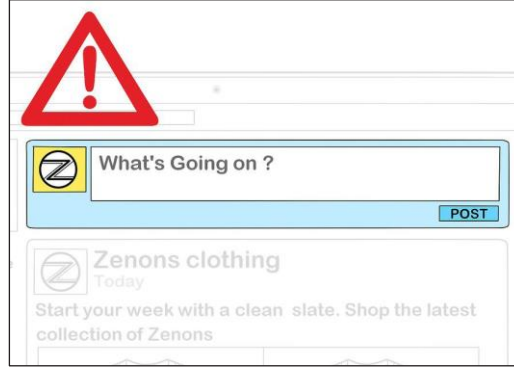 What's Going on ?
POST
Zenons clothing
Today
Start your week with a clean slate. Shop the latest
collection of Zenons